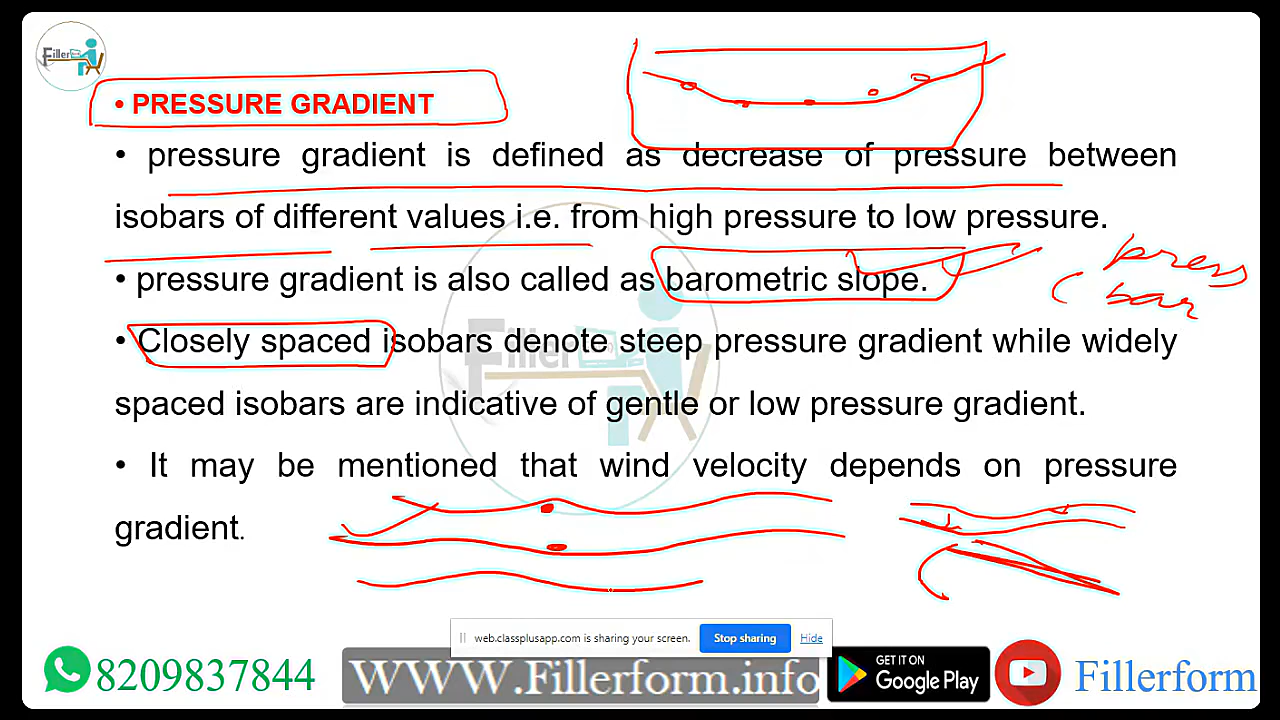 Filler
• PRESSURE GRADIENT
• pressure gradient is defined as decrease of pressure between
isobars of different values i.e. from high pressure to low pressure.
• pressure gradient is also called as barometric slope.
press
bar
• Closely spaced isobars denote steep pressure gradient while widely
spaced isobars are indicative of gentle or low pressure gradient.
• It may be mentioned that wind velocity depends on pressure
gradient.
web.classplusapp.com is sharing your screen. Stop sharing Hide
8209837844 WWW.Fillerform.info GET IT ON Google Play Fillerform